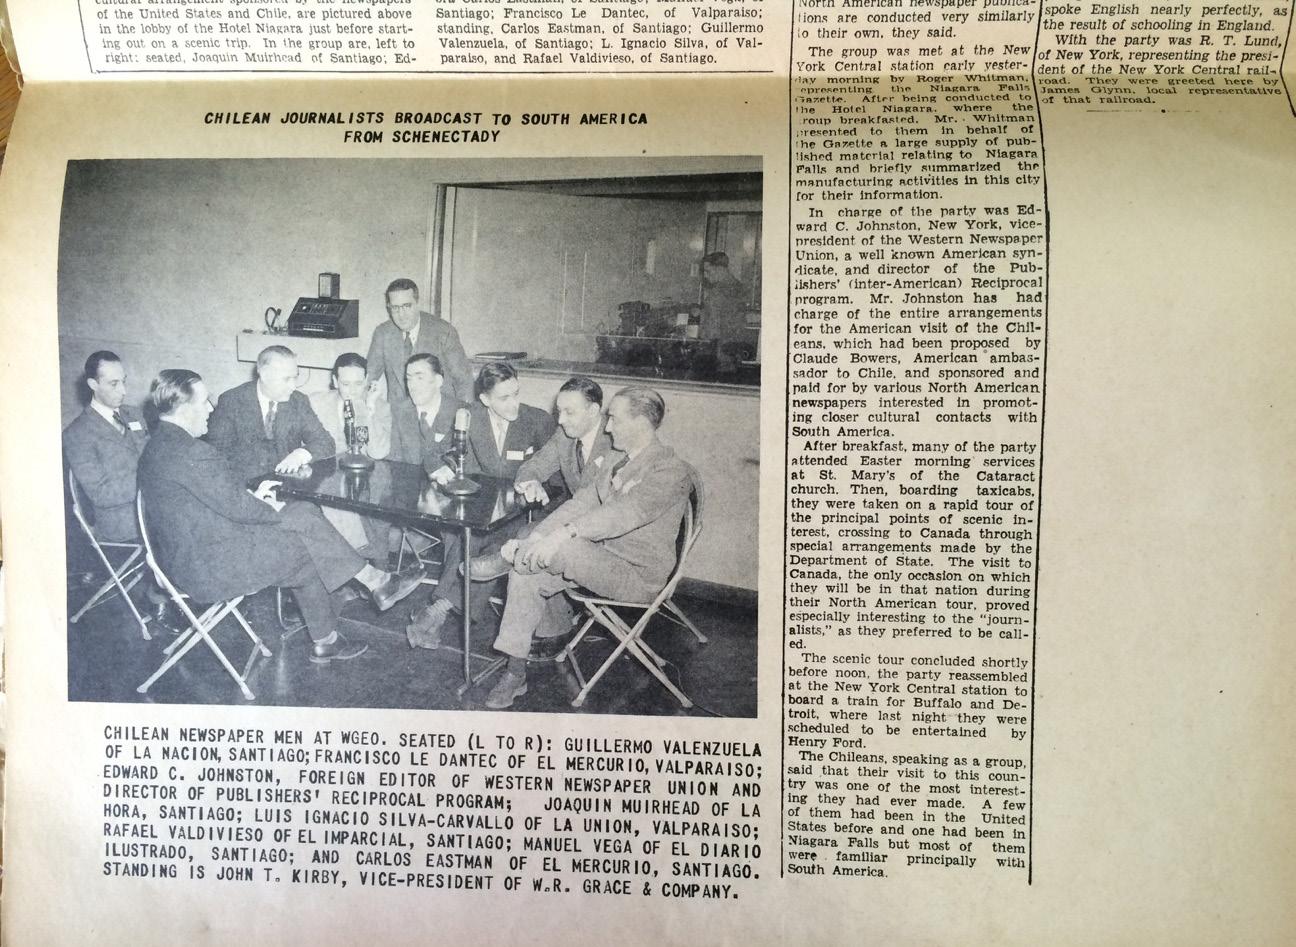 cultural arrangement sponsored by the newspapers
of the United States and Chile, are pictured above
in the lobby of the Hotel Niagara just before start-
ing out on a scenic trip. In the group are, left to
right: seated, Joaquin Muirhead of Santiago; Ed-
Santiago; Francisco Le Dantec, of Valparaiso;
standing, Carlos Eastman, of Santiago; Guillermo
Valenzuela, of Santiago; L. Ignacio Silva, of Val-
paraiso, and Rafael Valdivieso, of Santiago.
CHILEAN JOURNALISTS BROADCAST TO SOUTH AMERICA
FROM SCHENECTADY
CHILEAN NEWSPAPER MEN AT WGEO. SEATED (L TO R): GUILLERMO VALENZUELA
OF LA NACION, SANTIAGO; FRANCISCO LE DANTEC OF EL MERCURIO, VALPARAISO;
EDWARD C. JOHNSTON, FOREIGN EDITOR OF WESTERN NEWSPAPER UNION AND
DIRECTOR OF PUBLISHERS' RECIPROCAL PROGRAM; JOAQUIN MUIRHEAD OF LA
HORA, SANTIAGO; LUIS IGNACIO SILVA-CARVALLO OF LA UNION, VALPARAISO;
RAFAEL VALDIVIESO OF EL IMPARCIAL, SANTIAGO; MANUEL VEGA OF EL DIARIO
ILUSTRADO, SANTIAGO; AND CARLOS EASTMAN OF EL MERCURIO, SANTIAGO.
STANDING IS JOHN T. KIRBY, VICE-PRESIDENT OF W.R. GRACE & COMPANY.
North American newspaper publica-
tions are conducted very similarly
to their own, they said.
The group was met at the New
York Central station early yester-
day morning by Roger Whitman,
representing the Niagara Falls
Gazette. After being conducted to
the Hotel Niagara, where the
group breakfasted, Mr. Whitman
presented to them in behalf of
the Gazette a large supply of pub-
lished material relating to Niagara
Falls and briefly summarized the
manufacturing activities in this city
for their information.
In charge of the party was Ed-
ward C. Johnston, New York, vice-
president of the Western Newspaper
Union, a well known American syn-
dicate, and director of the Pub-
lishers' (inter-American) Reciprocal
program. Mr. Johnston has had
charge of the entire arrangements
for the American visit of the Chil-
eans, which had been proposed by
Claude Bowers, American ambas-
sador to Chile, and sponsored and
paid for by various North American
newspapers interested in promot-
ing closer cultural contacts with
South America.
After breakfast, many of the party
attended Easter morning services
at St. Mary's of the Cataract
church. Then, boarding taxicabs,
they were taken on a rapid tour of
the principal points of scenic in-
terest, crossing to Canada through
special arrangements made by the
Department of State. The visit to
Canada, the only occasion on which
they will be in that nation during
their North American tour, proved
especially interesting to the "journ-
alists," as they preferred to be call-
ed.
The scenic tour concluded shortly
before noon, the party reassembled
at the New York Central station to
board a train for Buffalo and De-
troit, where last night they were
scheduled to be entertained by
Henry Ford.
The Chileans, speaking as a group,
said that their visit to this coun-
try was one of the most interest-
ing they had ever made. A few
of them had been in the United
States before and one had been in
Niagara Falls but most of them
were familiar principally with
South America.
spoke English nearly perfectly, as
the result of schooling in England.
With the party was R. T. Lund,
of New York, representing the presi-
dent of the New York Central rail-
road. They were greeted here by
James Glynn, local representative
of that railroad.